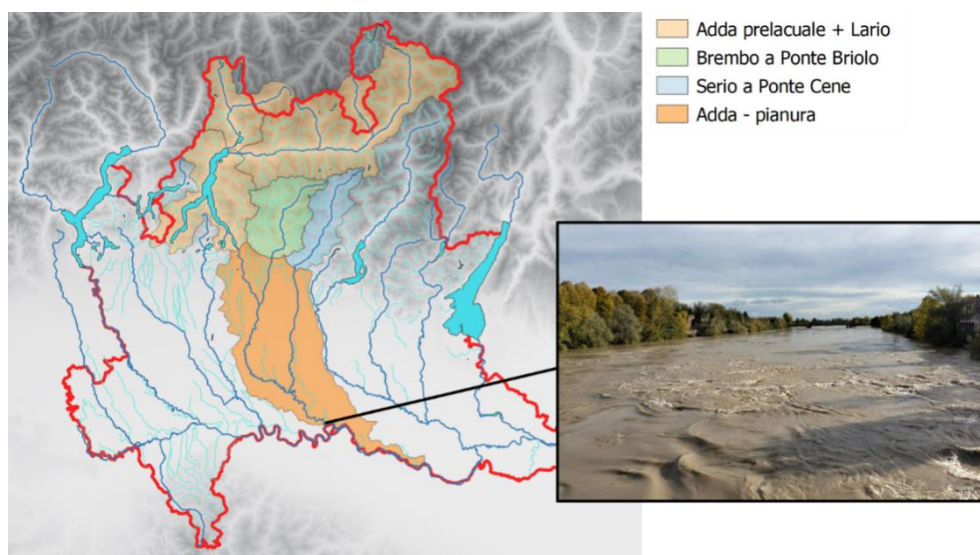 Adda prelacuale + Lario
Brembo a Ponte Briolo
Serio a Ponte Cene
Adda - pianura